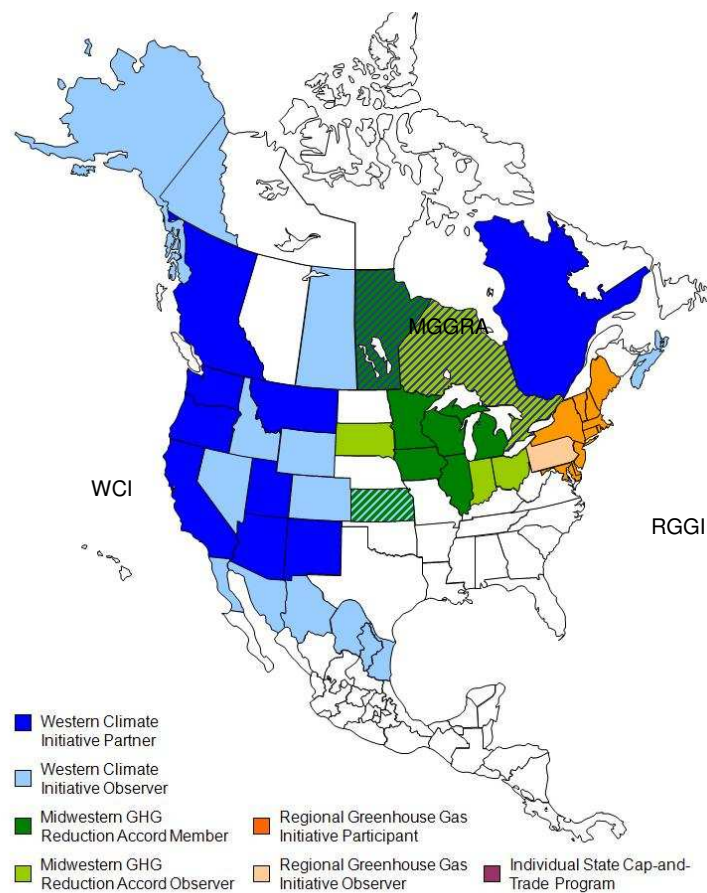 MGGRA
WCI
RGGI
Western Climate
Initiative Partner
Western Climate
Initiative Observer
Midwestern GHG
Reduction Accord Member
Midwestern GHG
Reduction Accord Observer
Regional Greenhouse Gas
Initiative Participant
Regional Greenhouse Gas
Initiative Observer
Individual State Cap-and-
Trade Program